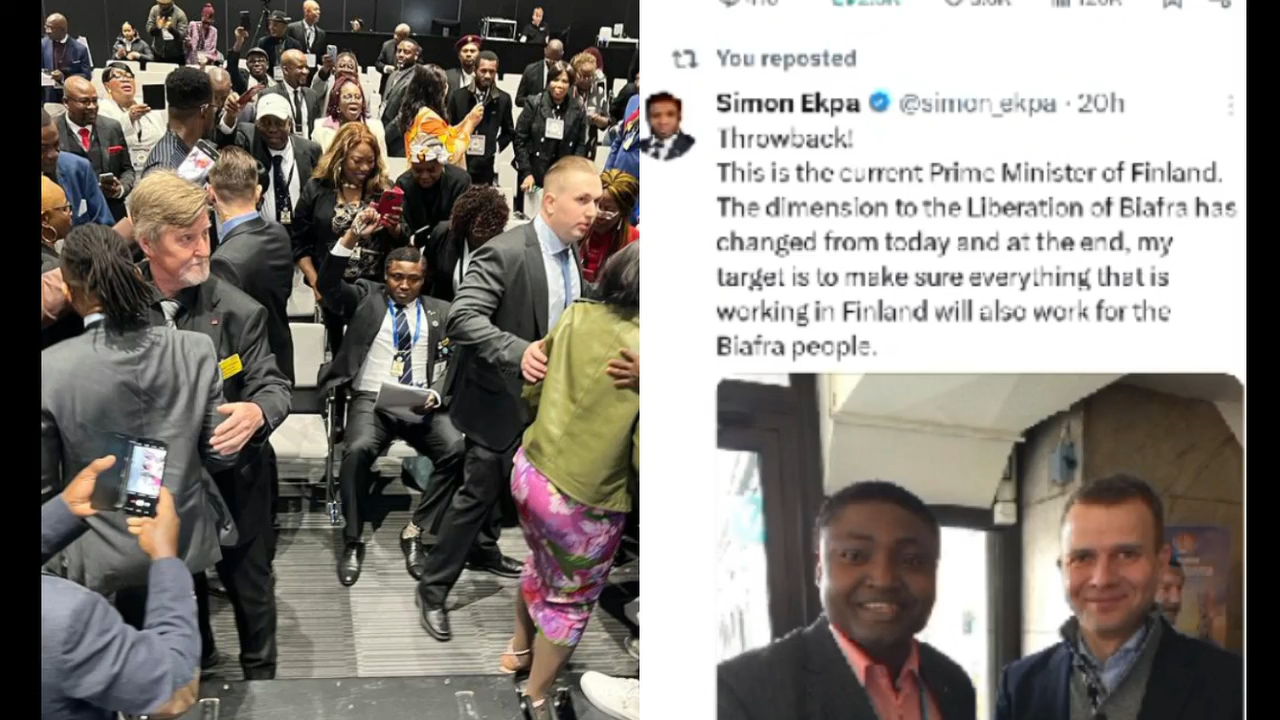 You reposted
Simon Ekpa @simon_ekpa · 20h
Throwback!
This is the current Prime Minister of Finland.
The dimension to the Liberation of Biafra has
changed from today and at the end, my
target is to make sure everything that is
working in Finland will also work for the
Biafra people.